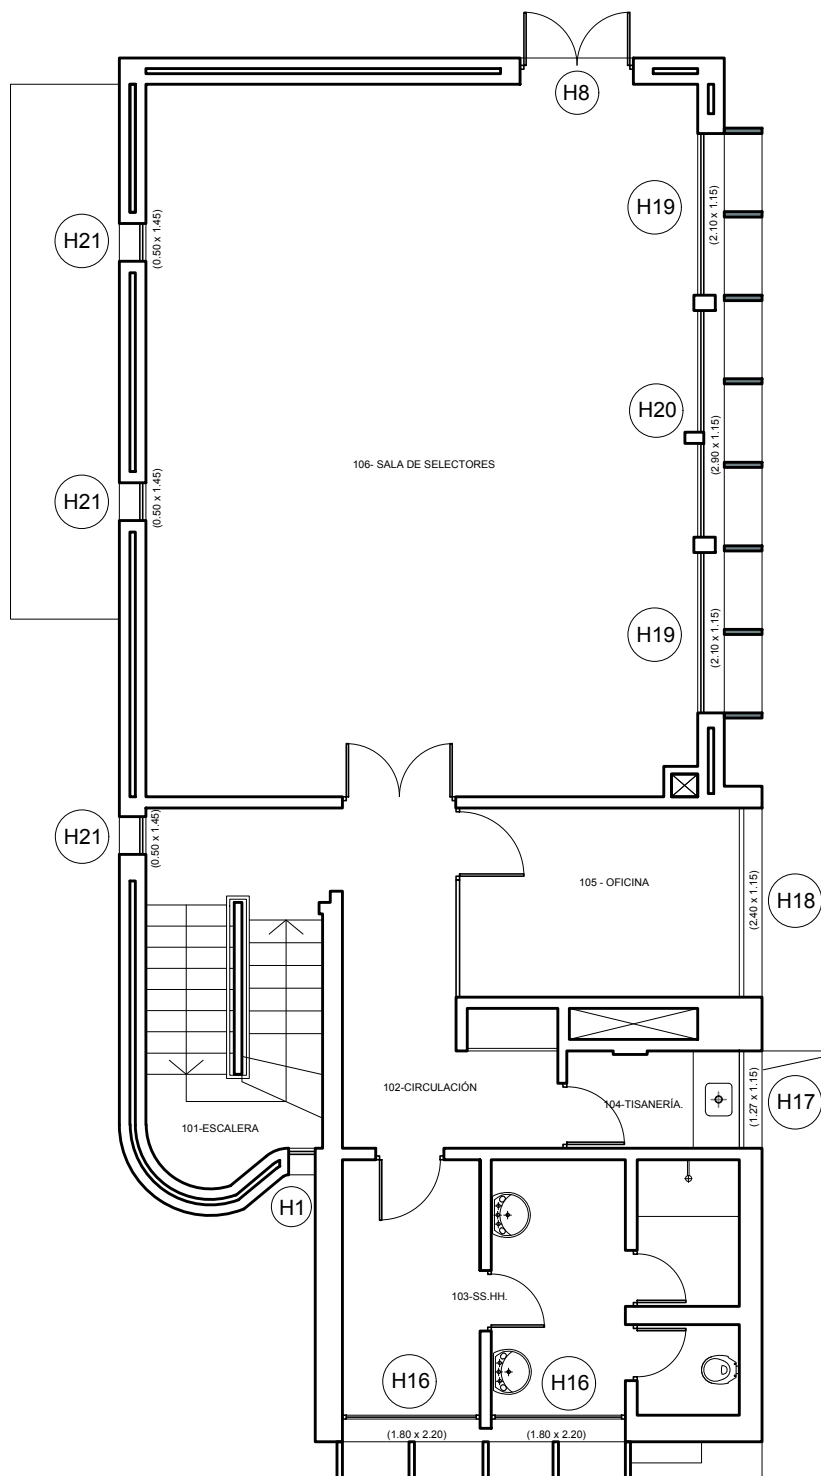 H8
H19
(2.10 x 1.15)
H21
(0.50 x 1.45)
H20
(2.90 x 1.15)
106- SALA DE SELECTORES
H21
(0.50 x 1.45)
H19
(2.10 x 1.15)
H21
(0.50 x 1.45)
105 - OFICINA
H18
(2.40 x 1.15)
102-CIRCULACIÓN
104-TISANERÍA.
H17
(1.27 x 1.15)
101-ESCALERA
H1
103-SS.HH.
H16
H16
(1.80 x 2.20)
(1.80 x 2.20)